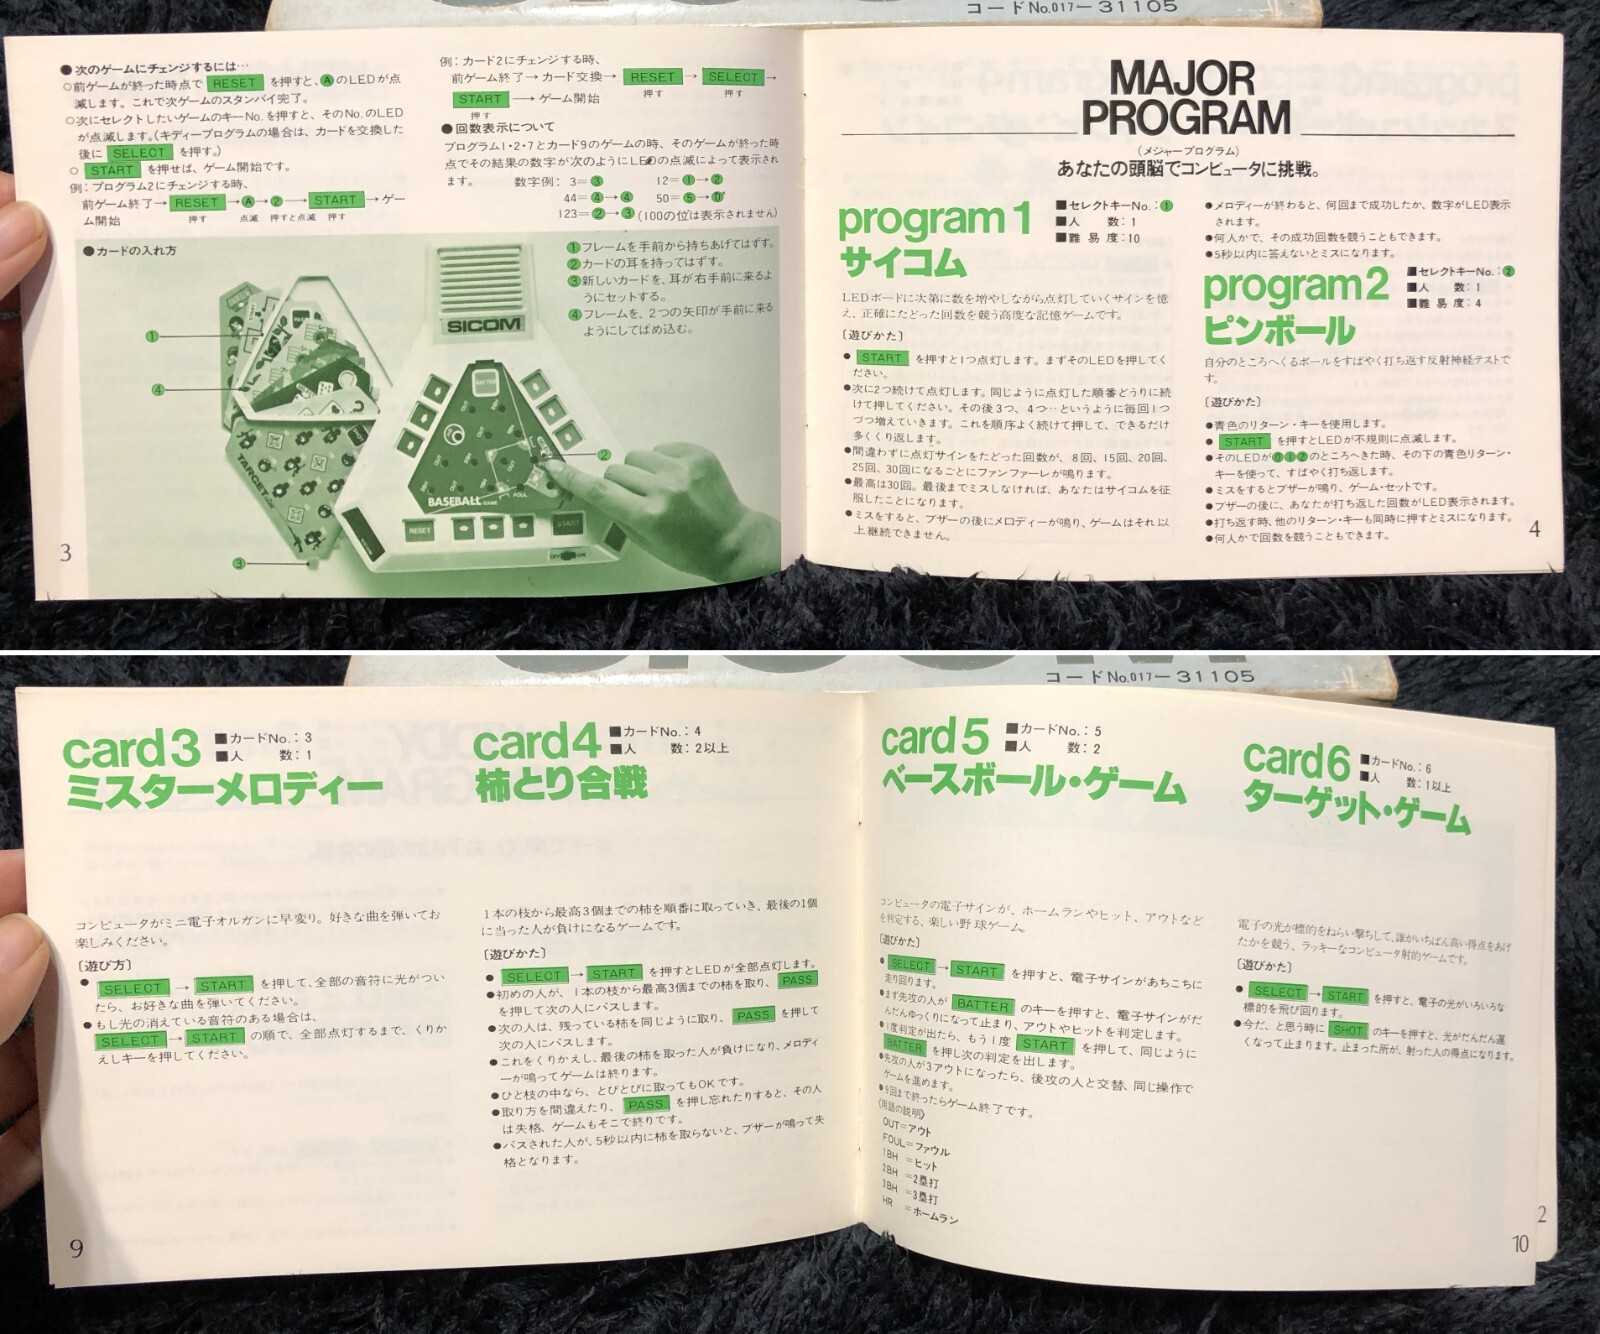 コードNo.017-31105
●次のゲームにチェンジするには…
○前ゲームが終った時点で RESET を押すと、Ⓐ のLEDが点
滅します。これで次ゲームのスタンバイ完了。
○次にセレクトしたいゲームのキーNo.を押すと、そのNo.のLED
が点滅します。(キディープログラムの場合は、カードを交換した
後に SELECT を押す。)
○ START を押せば、ゲーム開始です。
例：プログラム2にチェンジする時、
前ゲーム終了→ RESET →Ⓐ→②→ START →ゲー
ム開始
押す 点滅 押すと点滅 押す
例：カード2にチェンジする時、
前ゲーム終了→カード交換→ RESET → SELECT →
押す 押す
START →ゲーム開始
押す
●回数表示について
プログラム1・2・7とカード9のゲームの時、そのゲームが終った時
点でその結果の数字が次のようにLEDの点滅によって表示され
ます。 数字例： 3=③ 12=①→②
44=④→④ 50=⑤→⓪
123=②→③ (100の位は表示されません)
●カードの入れ方
①フレームを手前から持ちあげてはずす。
②カードの耳を持ってはずす。
③新しいカードを、耳が右手前に来るよ
うにセットする。
④フレームを、2つの矢印が手前に来る
ようにしてはめ込む。
①
④
②
③
SICOM
BATTER
OUT
FOUL
BASEBALL GAME
TARGET
RESET
START
OFF ON
3
MAJOR
PROGRAM
(メジャープログラム)
あなたの頭脳でコンピュータに挑戦。
program1
サイコム
■セレクトキーNo.：①
■人 数：1
■難易度：10
LEDボードに次第に数を増やしながら点灯していくサインを憶
え、正確にたどった回数を競う高度な記憶ゲームです。
〔遊びかた〕
● START を押すと1つ点灯します。まずそのLEDを押してく
ださい。
●次に2つ続けて点灯します。同じように点灯した順番どうりに続
けて押してください。その後3つ、4つ…というように毎回1つ
づつ増えていきます。これを順序よく続けて押して、できるだけ
多くくり返します。
●間違わずに点灯サインをたどった回数が、8回、15回、20回、
25回、30回になるごとにファンファーレが鳴ります。
●最高は30回。最後までミスしなければ、あなたはサイコムを征
服したことになります。
●ミスをすると、ブザーの後にメロディーが鳴り、ゲームはそれ以
上継続できません。
●メロディーが終わると、何回まで成功したか、数字がLED表示
されます。
●何人かで、その成功回数を競うこともできます。
●5秒以内に答えないとミスになります。
program2
ピンボール
■セレクトキーNo.：②
■人 数：1
■難易度：4
自分のところへくるボールをすばやく打ち返す反射神経テストで
す。
〔遊びかた〕
●青色のリターン・キーを使用します。
● START を押すとLEDが不規則に点滅します。
●そのLEDが⓪①②のところへきた時、その下の青色リターン・
キーを使って、すばやく打ち返します。
●ミスをするとブザーが鳴り、ゲーム・セットです。
●ブザーの後に、あなたが打ち返した回数がLED表示されます。
●打ち返す時、他のリターン・キーも同時に押すとミスになります。
●何人かで回数を競うこともできます。
4
コードNo.017-31105
card3
ミスターメロディー
■カードNo.：3
■人 数：1
コンピュータがミニ電子オルガンに早変り。好きな曲を弾いてお
楽しみください。
〔遊び方〕
● SELECT → START を押して、全部の音符に光がつい
たら、お好きな曲を弾いてください。
●もし光の消えている音符のある場合は、
SELECT → START の順で、全部点灯するまで、くりか
えしキーを押してください。
9
card4
柿とり合戦
■カードNo.：4
■人 数：2以上
1本の枝から最高3個までの柿を順番に取っていき、最後の1個
に当った人が負けになるゲームです。
〔遊びかた〕
● SELECT → START を押すとLEDが全部点灯します。
●初めの人が、1本の枝から最高3個までの柿を取り、 PASS
を押して次の人にパスします。
●次の人は、残っている柿を同じように取り、 PASS を押して
次の人にパスします。
●これをくりかえし、最後の柿を取った人が負けになり、メロディ
ーが鳴ってゲームは終ります。
●ひと枝の中なら、とびとびに取ってもOKです。
●取り方を間違えたり、 PASS を押し忘れたりすると、その人
は失格、ゲームもそこで終りです。
●パスされた人が、5秒以内に柿を取らないと、ブザーが鳴って失
格となります。
card5
ベースボール・ゲーム
■カードNo.：5
■人 数：2
コンピュータの電子サインが、ホームランやヒット、アウトなど
を判定する、楽しい野球ゲーム。
〔遊びかた〕
● SELECT → START を押すと、電子サインがあちこちに
走り回ります。
●まず先攻の人が BATTER のキーを押すと、電子サインがだ
んだんゆっくりになって止まり、アウトやヒットを判定します。
●1度判定が出たら、もう1度 START を押して、同じように
BATTER を押し次の判定を出します。
●先攻の人が3アウトになったら、後攻の人と交替、同じ操作で
ゲームを進めます。
●9回まで終ったらゲーム終了です。
《用語の説明》
OUT=アウト
FOUL=ファウル
1BH =ヒット
2BH =2塁打
3BH =3塁打
HR =ホームラン
card6
ターゲット・ゲーム
■カードNo.：6
■人 数：1以上
電子の光が標的をねらい撃ちして、誰がいちばん高い得点をあげ
たかを競う、ラッキーなコンピュータ射的ゲームです。
〔遊びかた〕
● SELECT → START を押すと、電子の光がいろいろな
標的を飛び回ります。
●今だ、と思う時に SHOT のキーを押すと、光がだんだん遅
くなって止まります。止まった所が、射った人の得点になります。
2
10